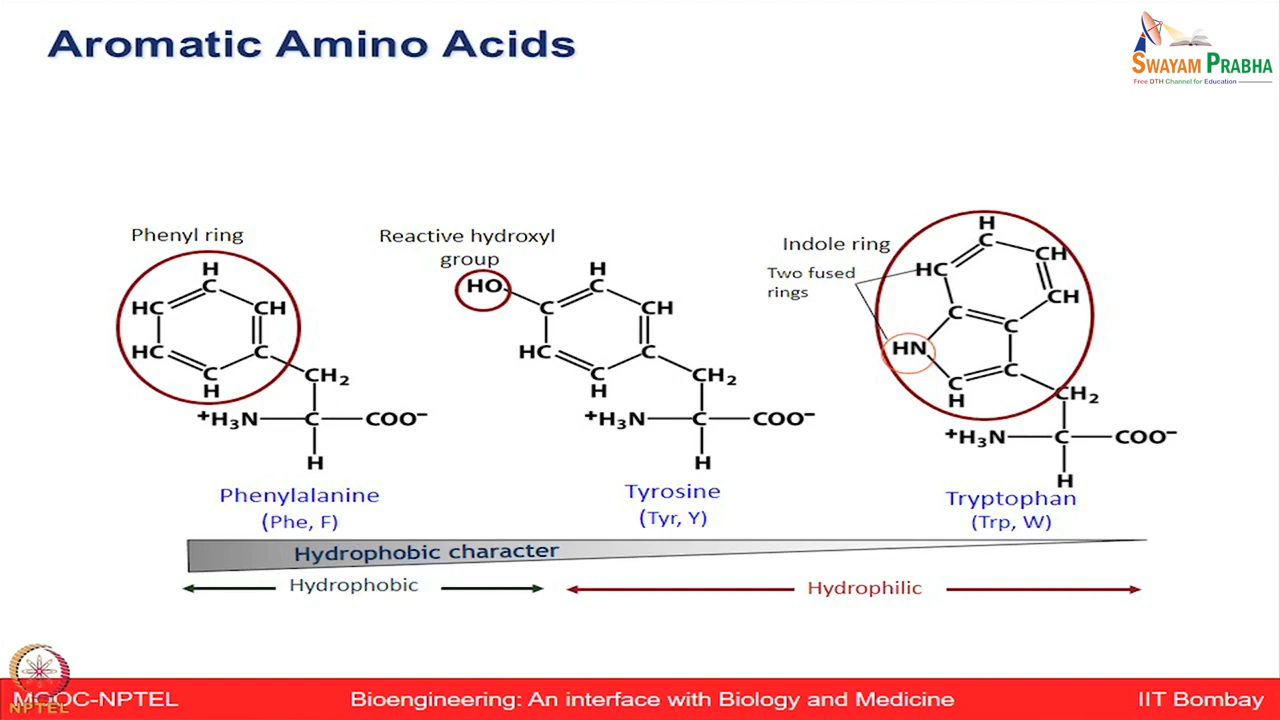 Aromatic Amino Acids
SWAYAM PRABHA
Free DTH Channel for Education
Phenyl ring
H
C
HC
CH
HC
C
C
H
CH₂
⁺H₃N
C
COO⁻
H
Phenylalanine
(Phe, F)
Reactive hydroxyl
group
HO
H
C
C
CH
HC
C
C
H
CH₂
⁺H₃N
C
COO⁻
H
Tyrosine
(Tyr, Y)
Indole ring
Two fused
rings
H
C
CH
HC
CH
C
C
HN
C
C
H
CH₂
⁺H₃N
C
COO⁻
H
Tryptophan
(Trp, W)
Hydrophobic character
Hydrophobic
Hydrophilic
MOOC-NPTEL
NPTEL
Bioengineering: An interface with Biology and Medicine
IIT Bombay